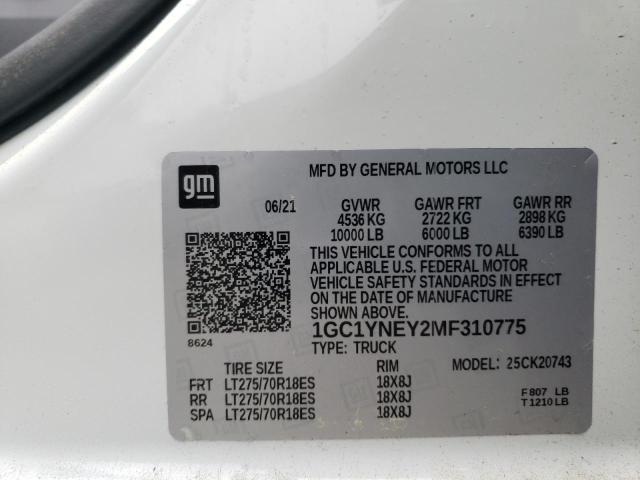 gm
MFD BY GENERAL MOTORS LLC
06/21 GVWR GAWR FRT GAWR RR
4536 KG 2722 KG 2898 KG
10000 LB 6000 LB 6390 LB
THIS VEHICLE CONFORMS TO ALL
APPLICABLE U.S. FEDERAL MOTOR
VEHICLE SAFETY STANDARDS IN EFFECT
ON THE DATE OF MANUFACTURE
SHOWN ABOVE.
1GC1YNEY2MF310775
8624
TYPE: TRUCK MODEL: 25CK20743
TIRE SIZE RIM
FRT LT275/70R18ES 18X8J
RR LT275/70R18ES 18X8J
SPA LT275/70R18ES 18X8J
F 807 LB
T 1210 LB